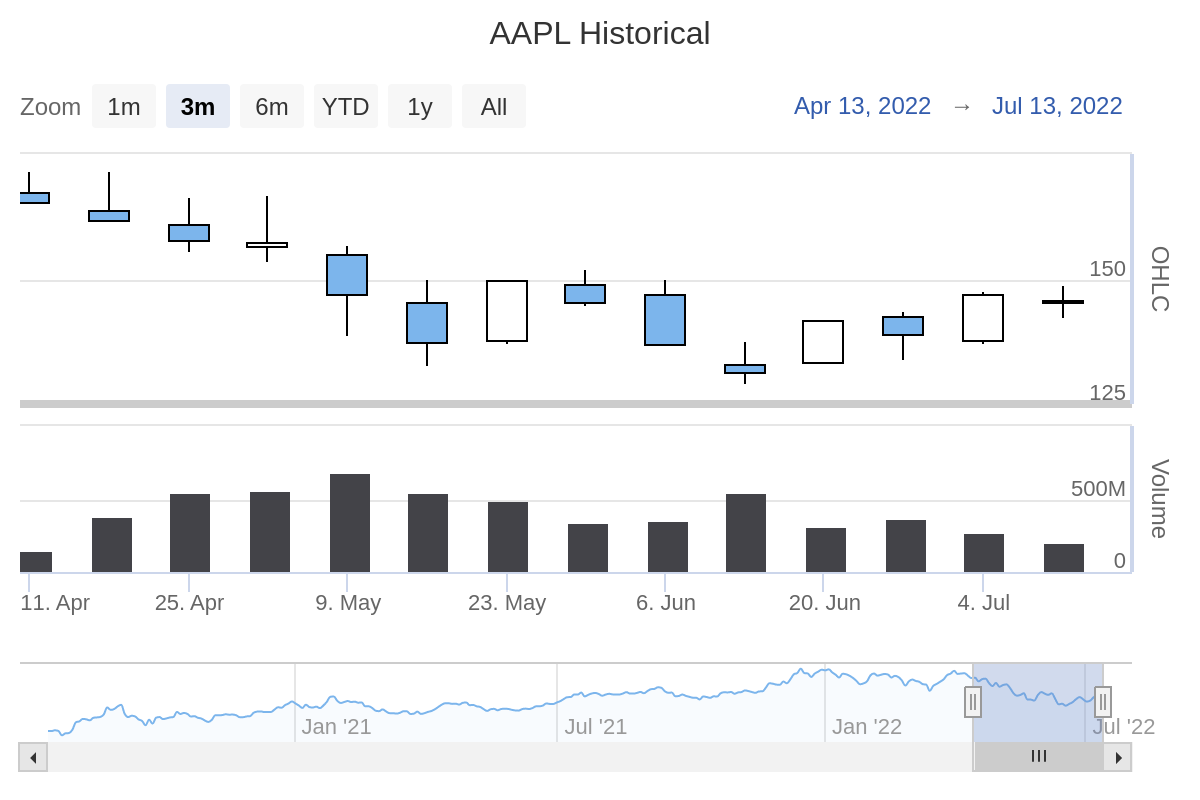 AAPL Historical
Zoom 1m 3m 6m YTD 1y All Apr 13, 2022 → Jul 13, 2022
150
OHLC
125
500M
Volume
0
11. Apr 25. Apr 9. May 23. May 6. Jun 20. Jun 4. Jul
Jan '21 Jul '21 Jan '22 Jul '22